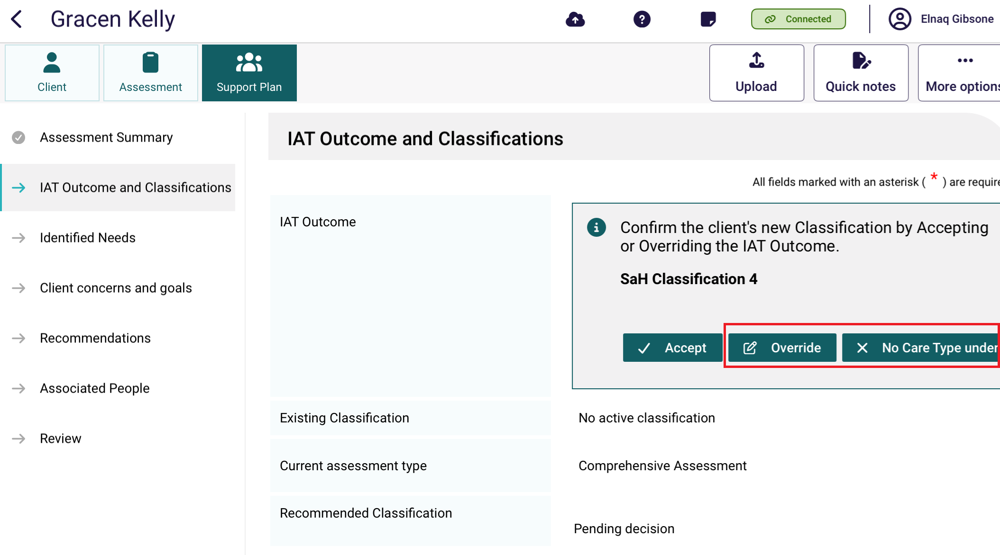 Gracen Kelly
Connected
Elnaq Gibsone
Client
Assessment
Support Plan
Upload
Quick notes
More options
Assessment Summary
IAT Outcome and Classifications
Identified Needs
Client concerns and goals
Recommendations
Associated People
Review
IAT Outcome and Classifications
All fields marked with an asterisk ( * ) are require
IAT Outcome
Confirm the client's new Classification by Accepting
or Overriding the IAT Outcome.
SaH Classification 4
Accept
Override
No Care Type under
Existing Classification
No active classification
Current assessment type
Comprehensive Assessment
Recommended Classification
Pending decision